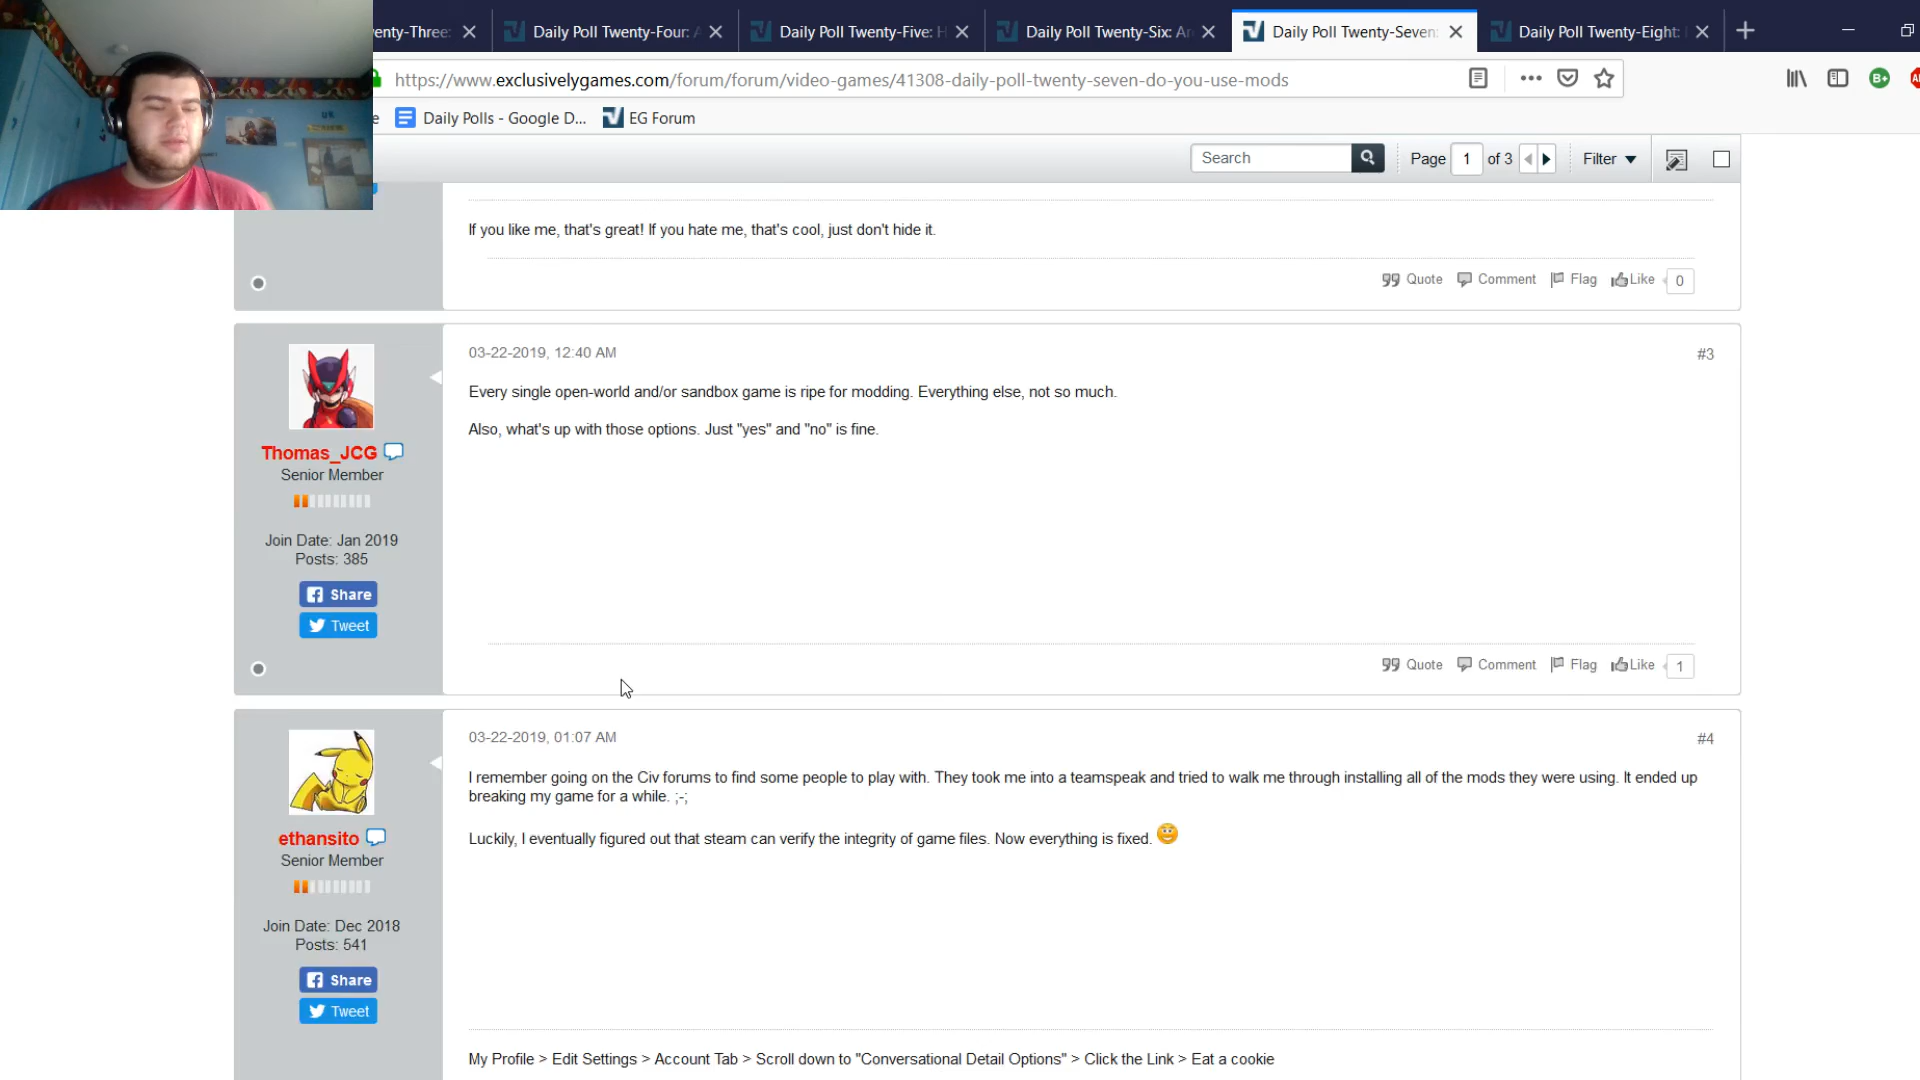 wenty-Three:
Daily Poll Twenty-Four: A
Daily Poll Twenty-Five: H
Daily Poll Twenty-Six: Ar
Daily Poll Twenty-Seven:
Daily Poll Twenty-Eight:
https://www.exclusivelygames.com/forum/forum/video-games/41308-daily-poll-twenty-seven-do-you-use-mods
B+
e
Daily Polls - Google D...
EG Forum
Search
Page 1 of 3
Filter
If you like me, that's great! If you hate me, that's cool, just don't hide it.
Quote Comment Flag Like 0
03-22-2019, 12:40 AM
#3
Every single open-world and/or sandbox game is ripe for modding. Everything else, not so much.
Also, what's up with those options. Just "yes" and "no" is fine.
Thomas_JCG
Senior Member
Join Date: Jan 2019
Posts: 385
Share
Tweet
Quote Comment Flag Like 1
03-22-2019, 01:07 AM
#4
I remember going on the Civ forums to find some people to play with. They took me into a teamspeak and tried to walk me through installing all of the mods they were using. It ended up
breaking my game for a while. ;-;
Luckily, I eventually figured out that steam can verify the integrity of game files. Now everything is fixed.
ethansito
Senior Member
Join Date: Dec 2018
Posts: 541
Share
Tweet
My Profile > Edit Settings > Account Tab > Scroll down to "Conversational Detail Options" > Click the Link > Eat a cookie